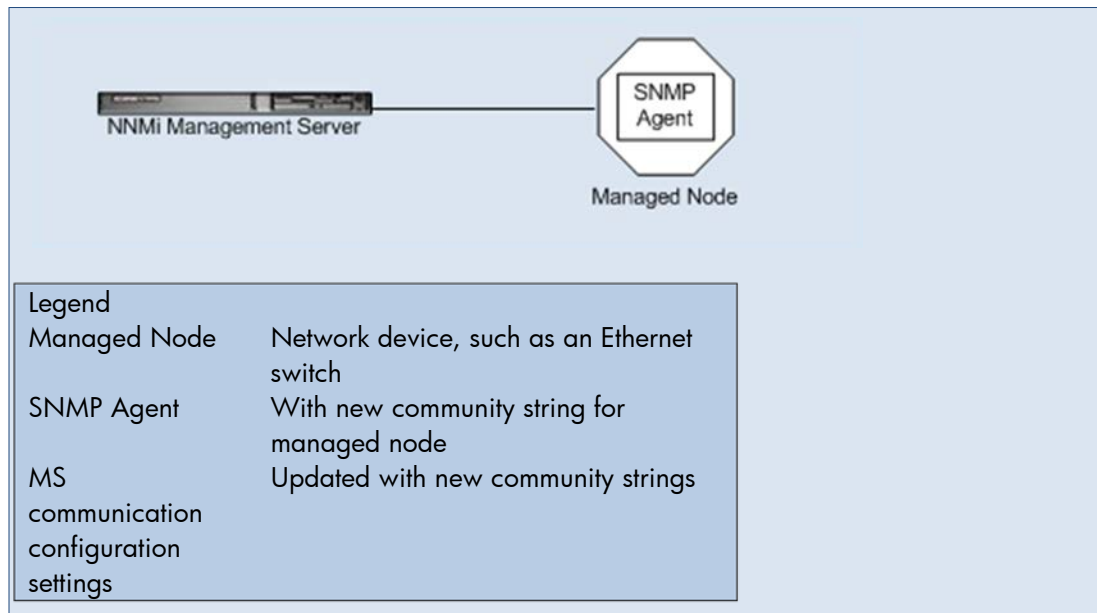 SNMP
Agent
NNMi Management Server
Managed Node
Legend
Managed Node Network device, such as an Ethernet
switch
SNMP Agent With new community string for
managed node
MS Updated with new community strings
communication
configuration
settings